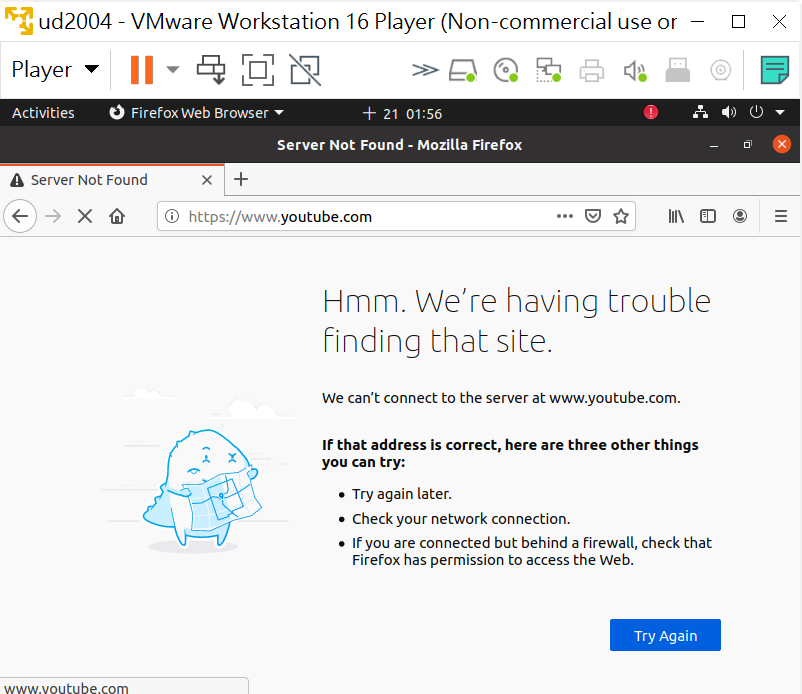 ud2004 - VMware Workstation 16 Player (Non-commercial use or
Player
Activities Firefox Web Browser 21 01:56
Server Not Found - Mozilla Firefox
Server Not Found
https://www.youtube.com
Hmm. We’re having trouble
finding that site.
We can’t connect to the server at www.youtube.com.
If that address is correct, here are three other things
you can try:
Try again later.
Check your network connection.
If you are connected but behind a firewall, check that
Firefox has permission to access the Web.
Try Again
www.youtube.com